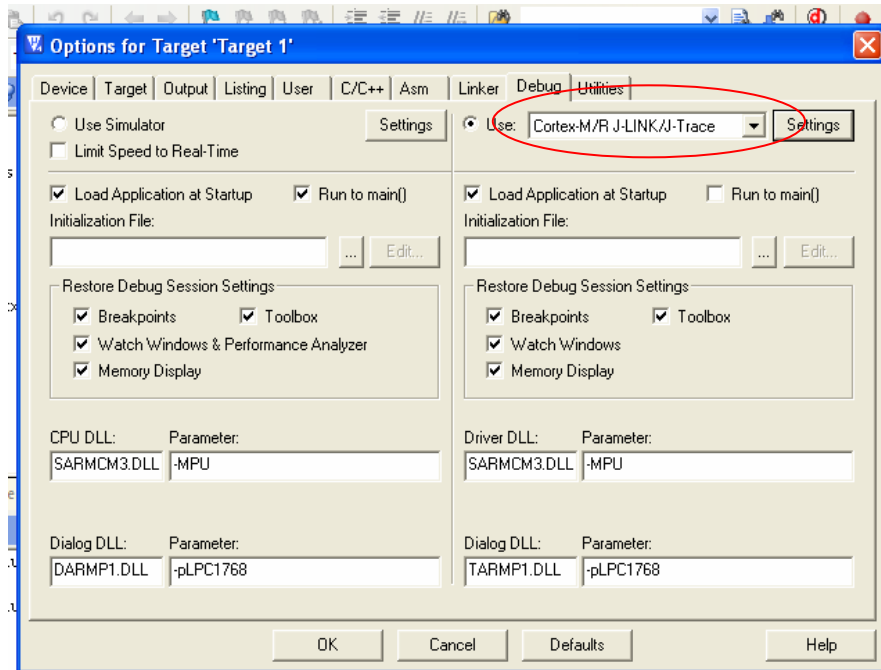 Options for Target 'Target 1'
Device Target Output Listing User C/C++ Asm Linker Debug Utilities
Use Simulator Settings Use: Cortex-M/R J-LINK/J-Trace Settings
Limit Speed to Real-Time
Load Application at Startup Run to main() Load Application at Startup Run to main()
Initialization File: Initialization File:
... Edit... ... Edit...
Restore Debug Session Settings Restore Debug Session Settings
Breakpoints Toolbox Breakpoints Toolbox
Watch Windows & Performance Analyzer Watch Windows
Memory Display Memory Display
CPU DLL: Parameter: Driver DLL: Parameter:
SARMCM3.DLL -MPU SARMCM3.DLL -MPU
Dialog DLL: Parameter: Dialog DLL: Parameter:
DARMP1.DLL -pLPC1768 TARMP1.DLL -pLPC1768
OK Cancel Defaults Help